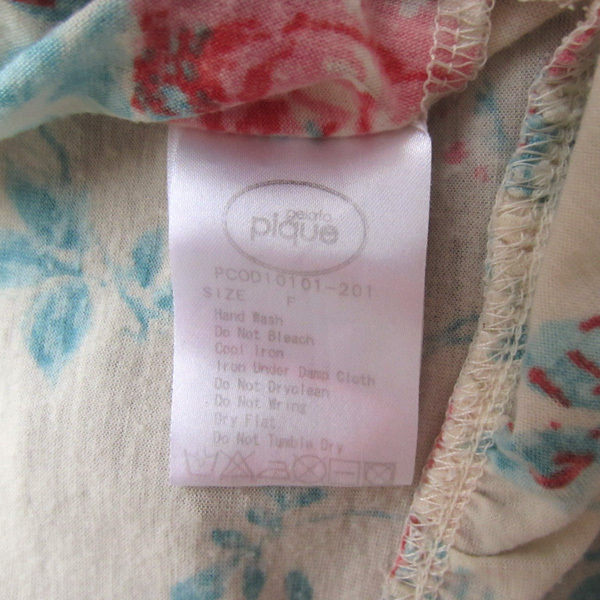 gelato
pique
PCOD10101-201
SIZE F
Hand Wash
Do Not Bleach
Cool Iron
Iron Under Damp Cloth
Do Not Dryclean
Do Not Wring
Dry Flat
Do Not Tumble Dry